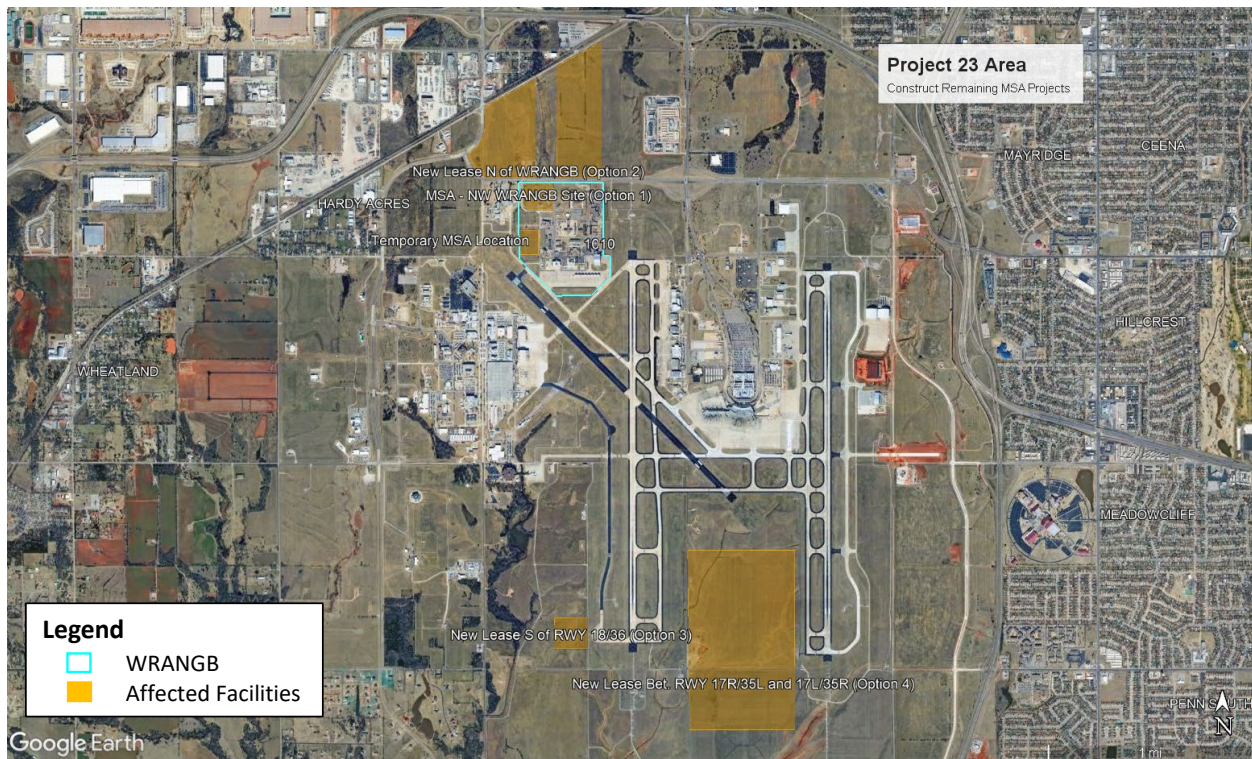 Project 23 Area
Construct Remaining MSA Projects
MAYRIDGE
CEENA
New Lease N of WRANGB (Option 2)
MSA - NW WRANGB Site (Option 1)
HARDY ACRES
Temporary MSA Location
1010
HILLCREST
WHEATLAND
MEADOWCLIFF
New Lease S of RWY 18/36 (Option 3)
New Lease Bet. RWY 17R/35L and 17L/35R (Option 4)
PENN SOUTH
Legend
WRANGB
Affected Facilities
N
Google Earth
1 mi